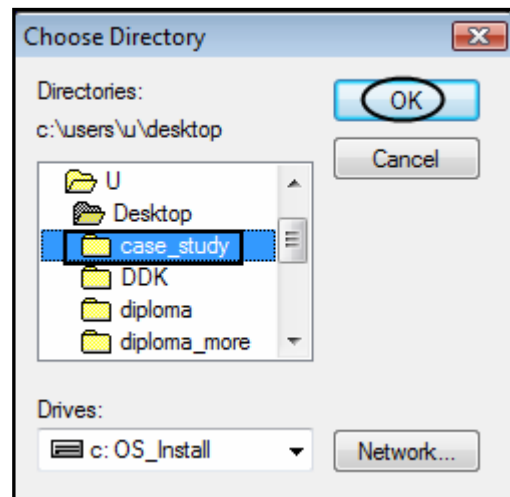 Choose Directory
Directories:
OK
c:\users\u\desktop
Cancel
U
Desktop
case_study
DDK
diploma
diploma_more
Drives:
c: OS_Install
Network...